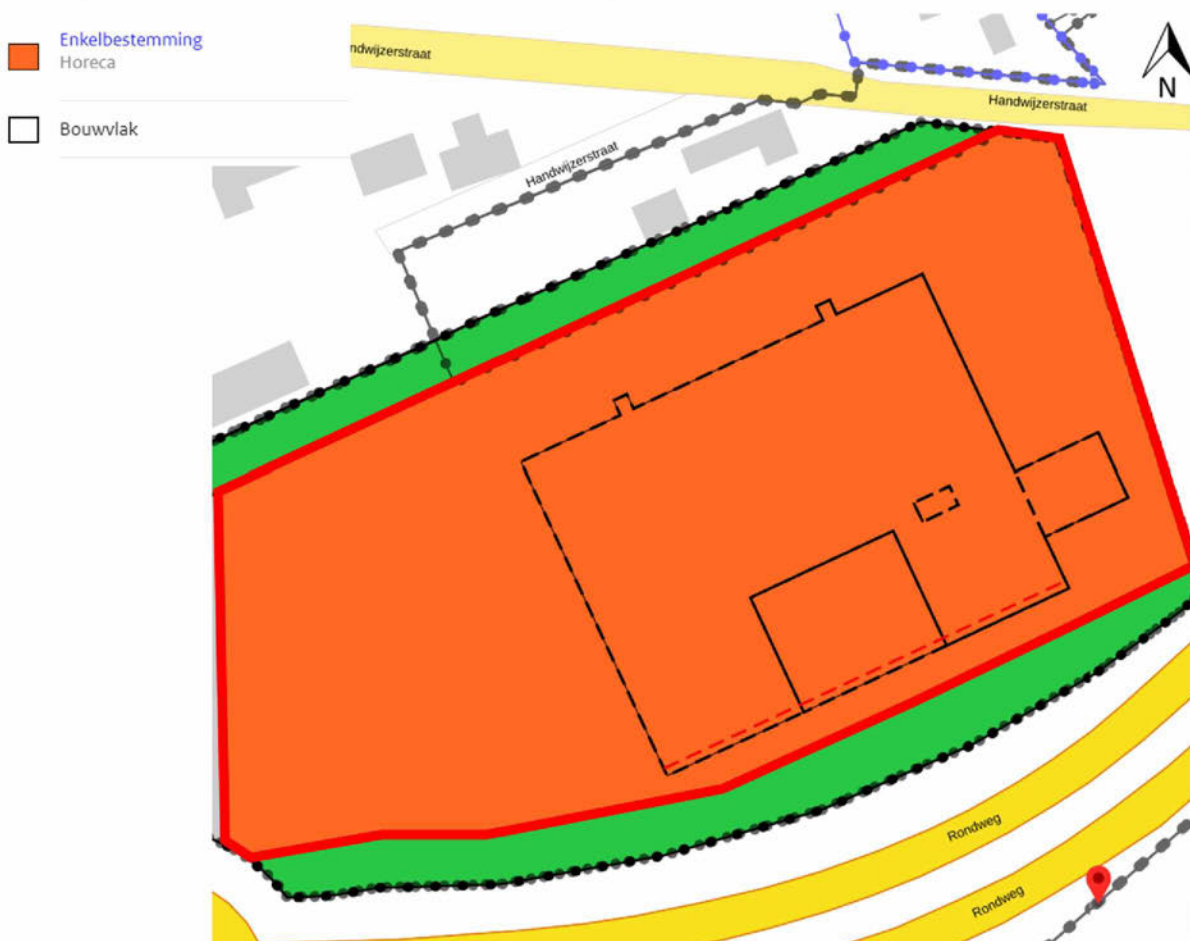 Enkelbestemming
Horeca
Bouwvlak
ndwijzerstraat
N
Handwijzerstraat
Handwijzerstraat
Rondweg
Rondweg